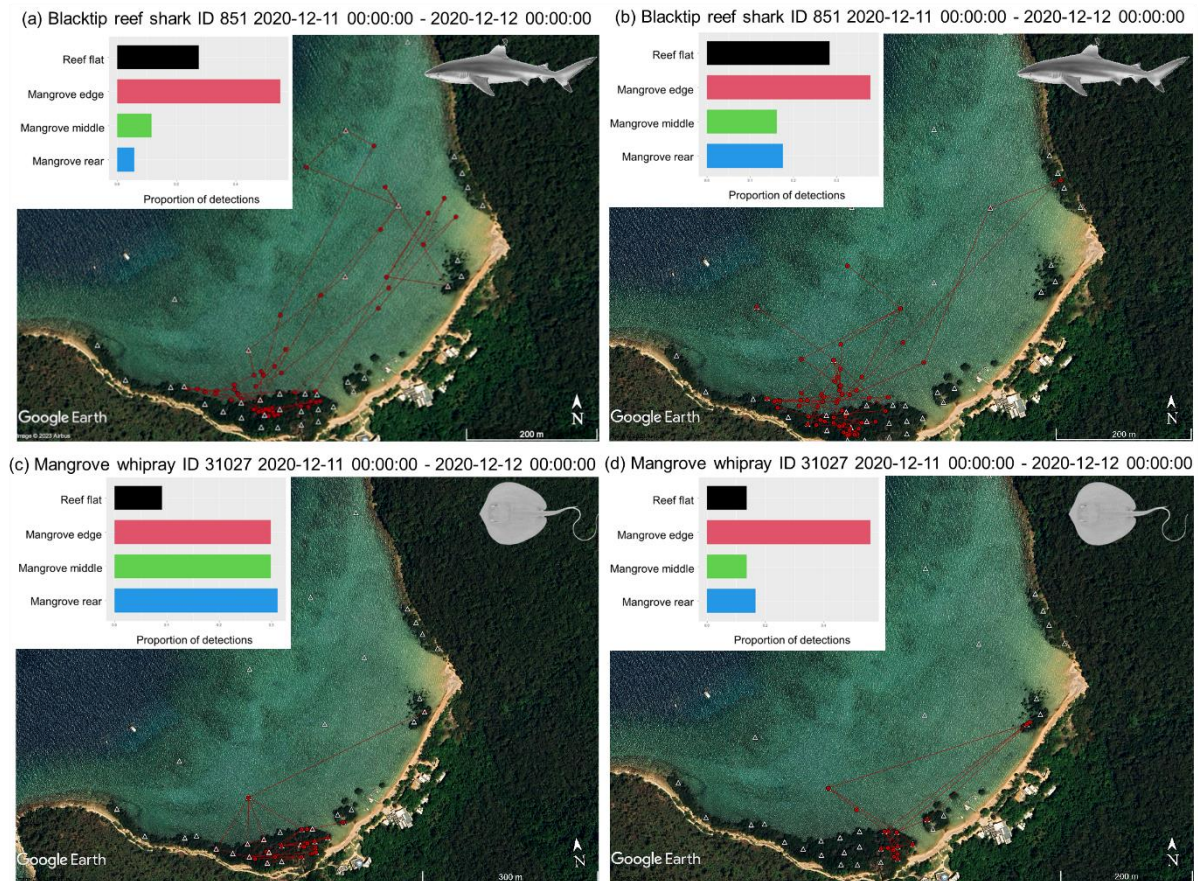 (a) Blacktip reef shark ID 851 2020-12-11 00:00:00 - 2020-12-12 00:00:00
Reef flat
Mangrove edge
Mangrove middle
Mangrove rear
Proportion of detections
Google Earth
Image © 2023 Airbus
N
200 m
(b) Blacktip reef shark ID 851 2020-12-11 00:00:00 - 2020-12-12 00:00:00
Reef flat
Mangrove edge
Mangrove middle
Mangrove rear
Proportion of detections
Google Earth
N
200 m
(c) Mangrove whipray ID 31027 2020-12-11 00:00:00 - 2020-12-12 00:00:00
Reef flat
Mangrove edge
Mangrove middle
Mangrove rear
Proportion of detections
Google Earth
N
300 m
(d) Mangrove whipray ID 31027 2020-12-11 00:00:00 - 2020-12-12 00:00:00
Reef flat
Mangrove edge
Mangrove middle
Mangrove rear
Proportion of detections
Google Earth
N
200 m